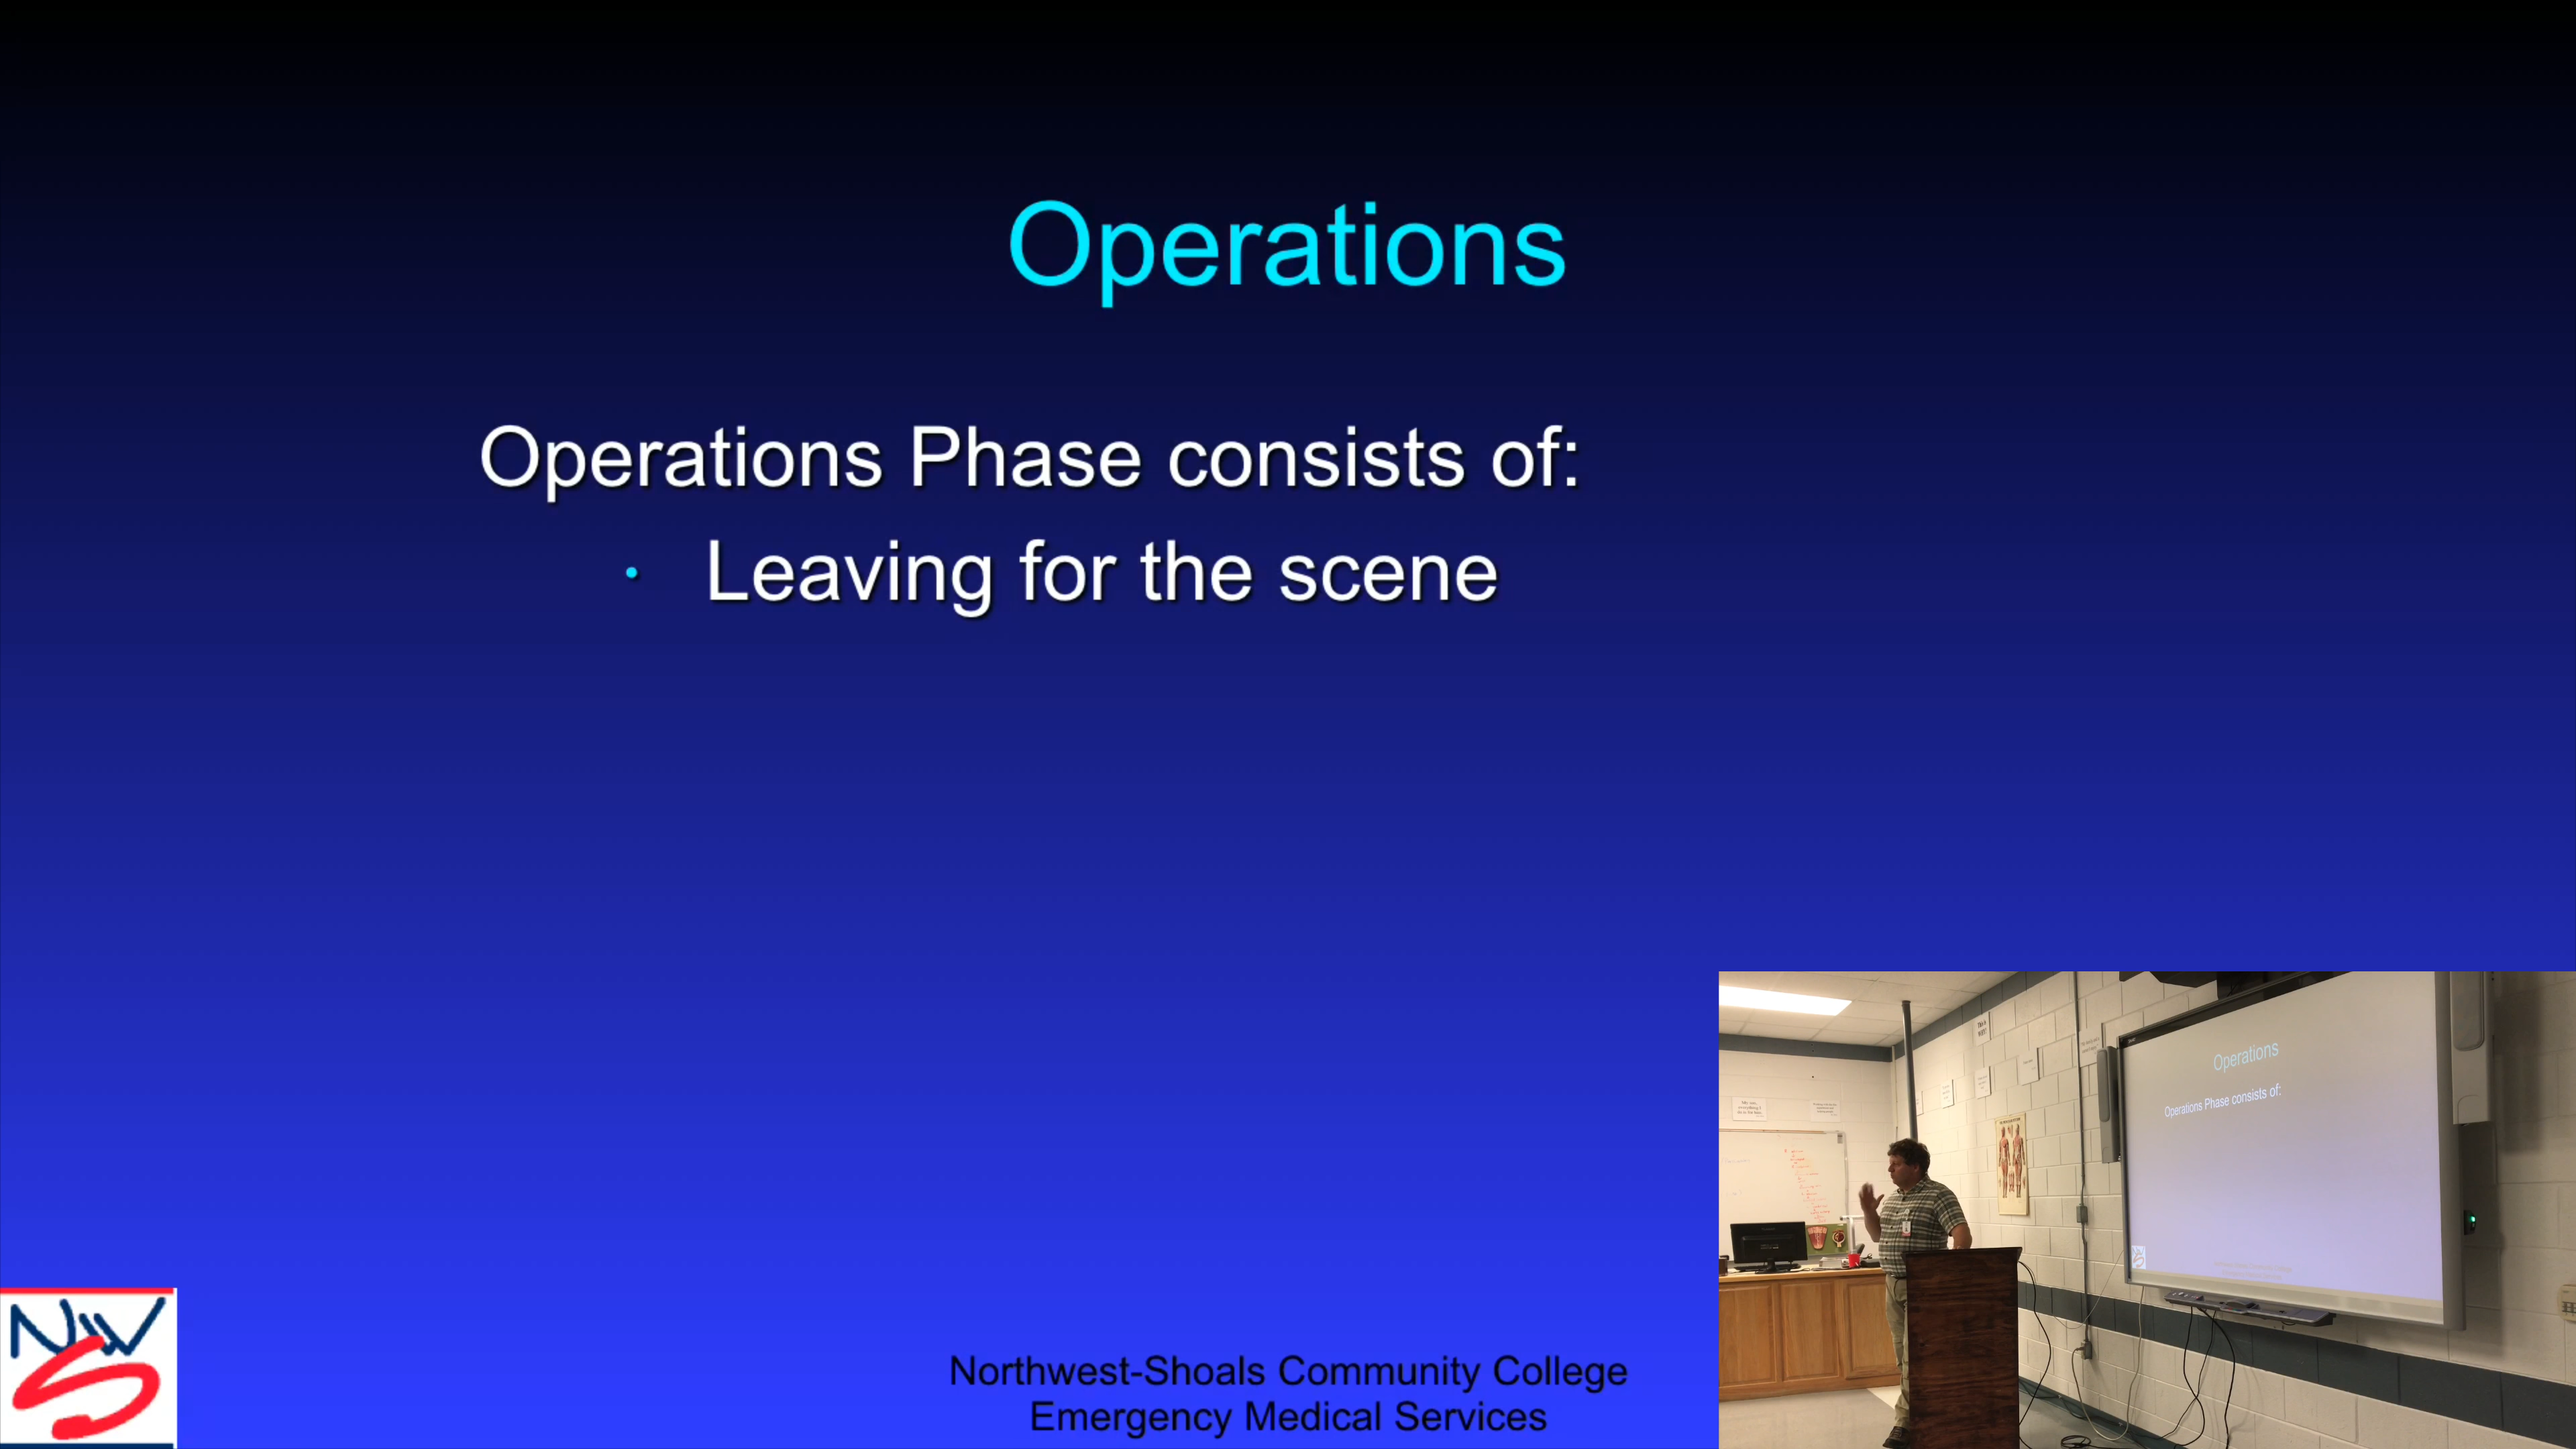 Operations
Operations Phase consists of:
· Leaving for the scene
NWS
Northwest-Shoals Community College
Emergency Medical Services
Operations
Operations Phase consists of: